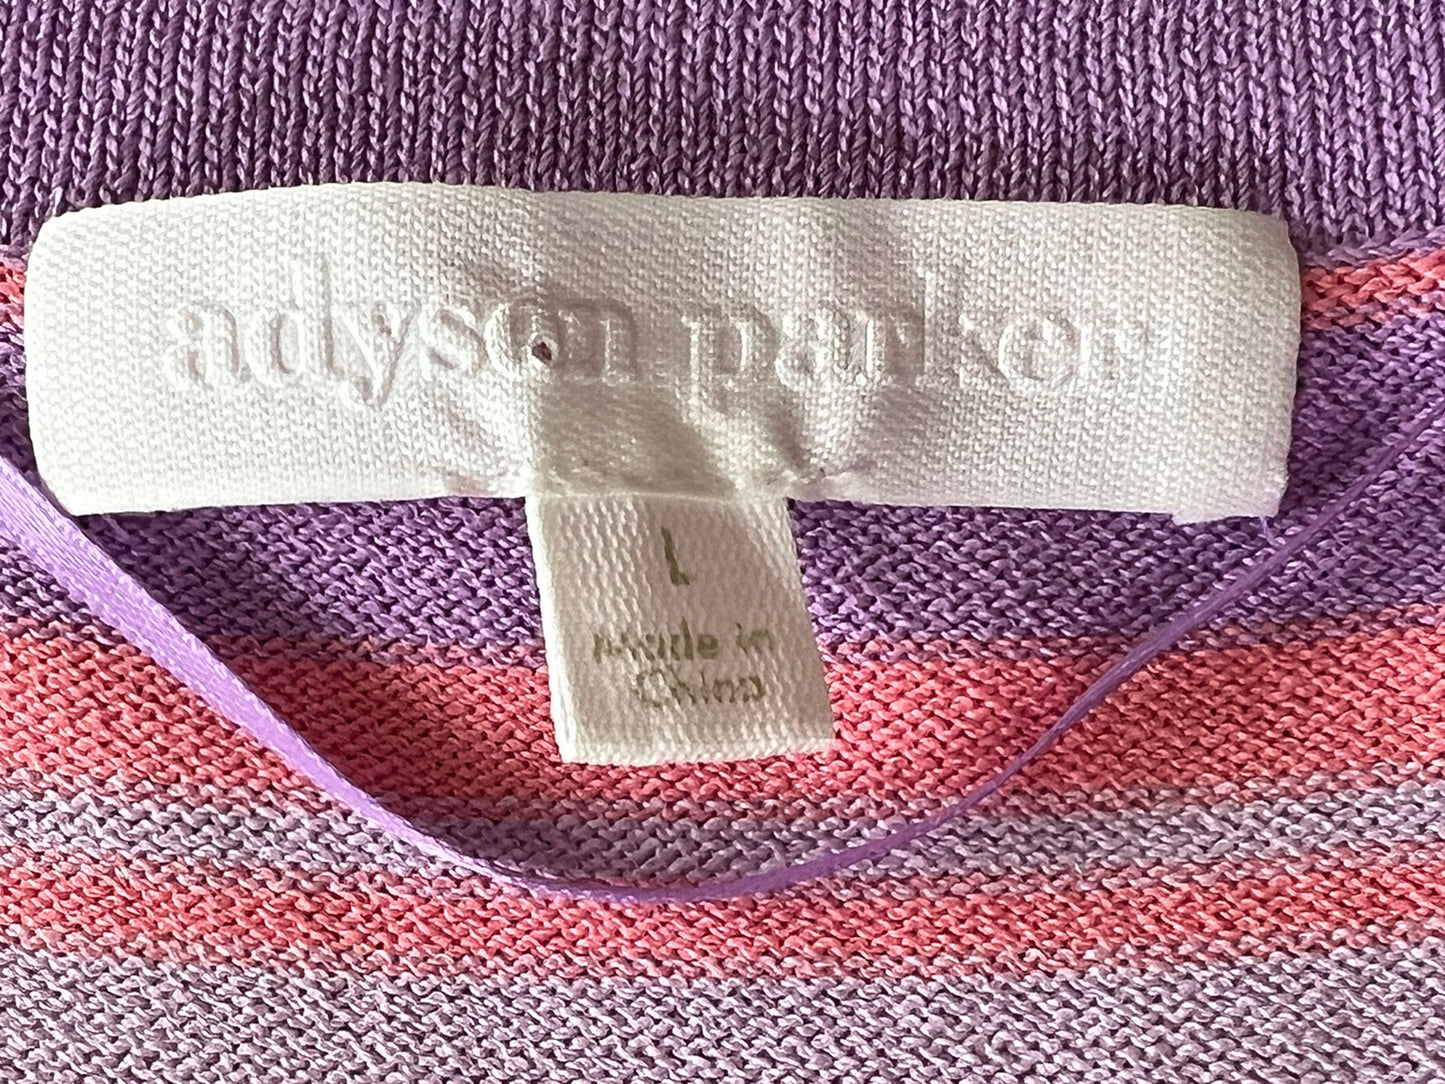 adyson parker
L
Made in
China